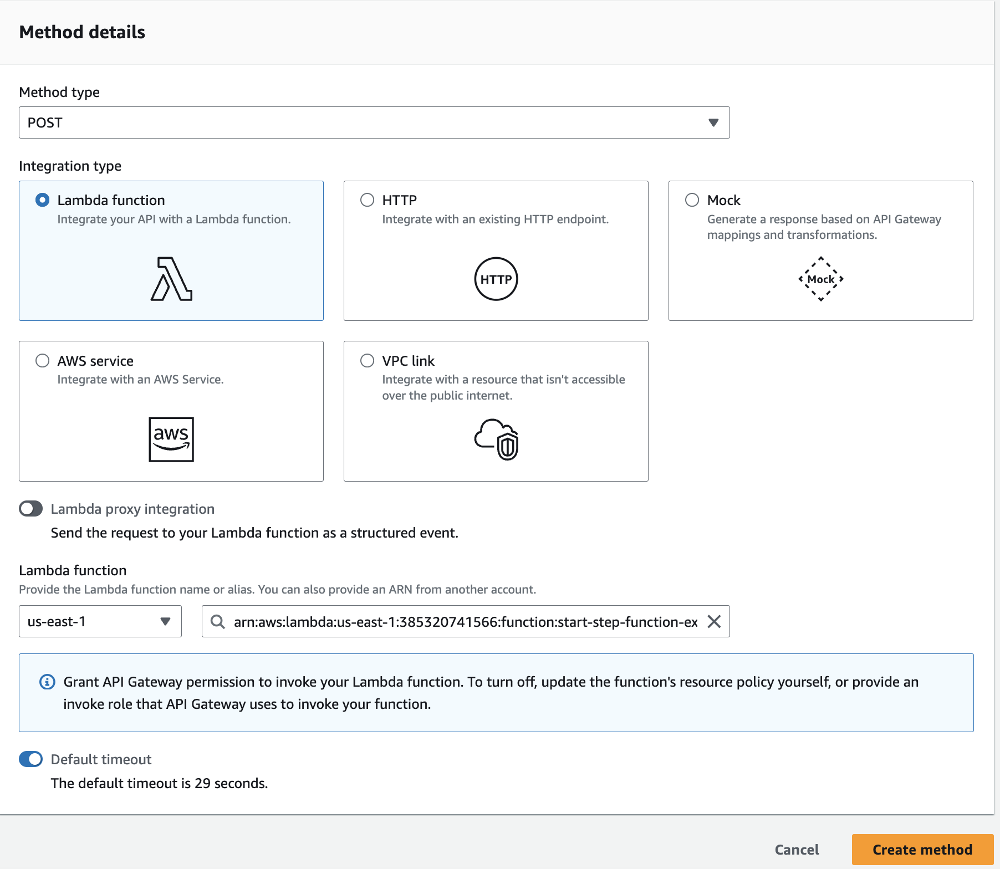 Method details
Method type
POST
Integration type
Lambda function
Integrate your API with a Lambda function.
HTTP
Integrate with an existing HTTP endpoint.
HTTP
Mock
Generate a response based on API Gateway
mappings and transformations.
Mock
AWS service
Integrate with an AWS Service.
aws
VPC link
Integrate with a resource that isn't accessible
over the public internet.
Lambda proxy integration
Send the request to your Lambda function as a structured event.
Lambda function
Provide the Lambda function name or alias. You can also provide an ARN from another account.
us-east-1
arn:aws:lambda:us-east-1:385320741566:function:start-step-function-ex
Grant API Gateway permission to invoke your Lambda function. To turn off, update the function's resource policy yourself, or provide an
invoke role that API Gateway uses to invoke your function.
Default timeout
The default timeout is 29 seconds.
Cancel
Create method